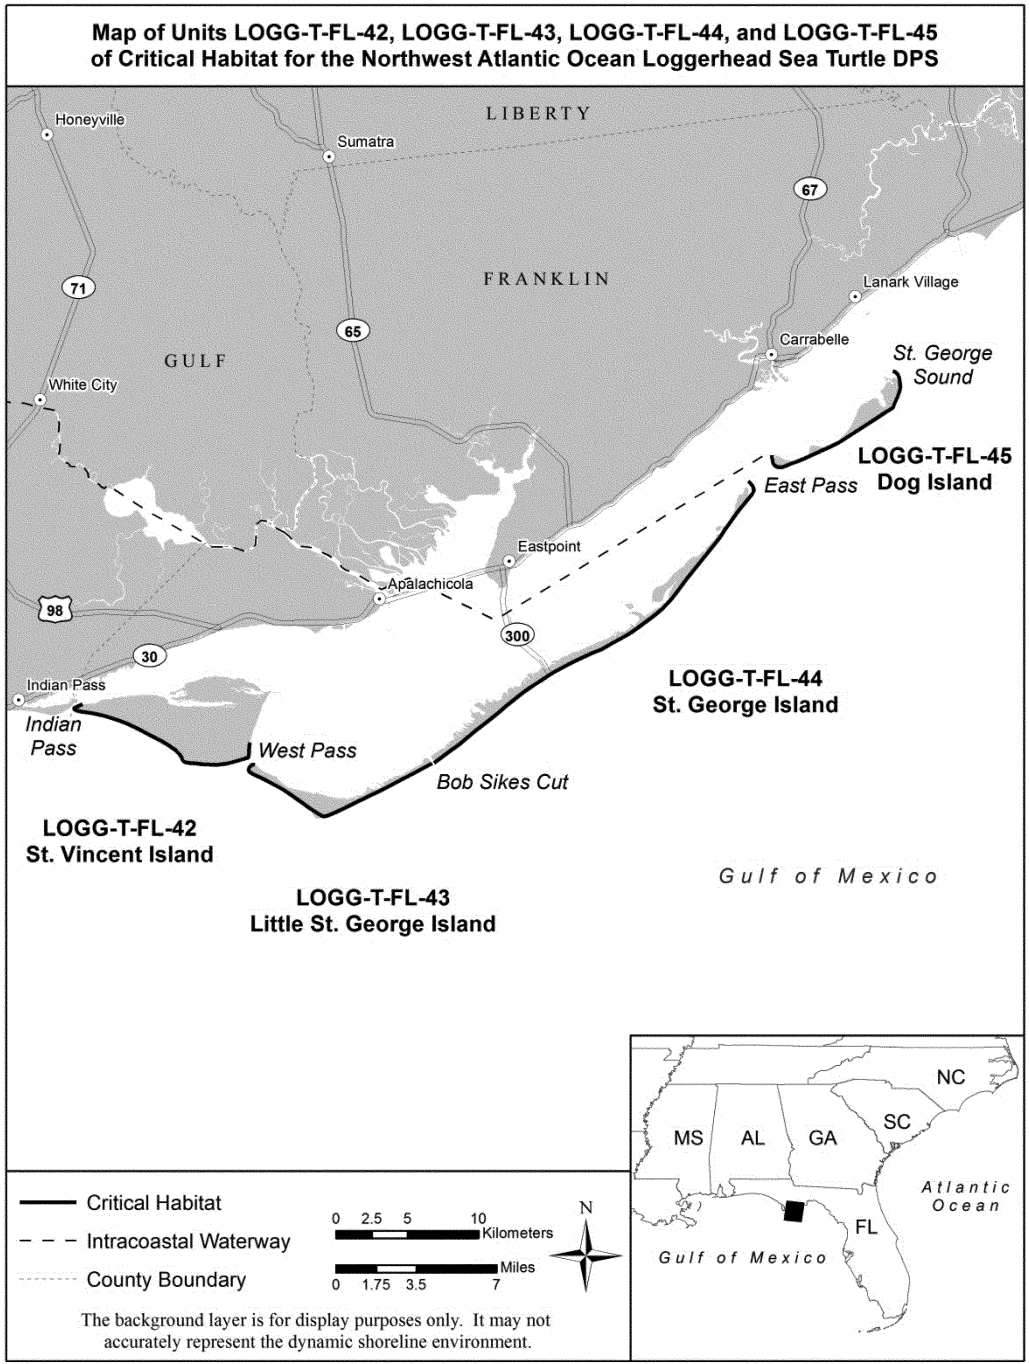 Map of Units LOGG-T-FL-42, LOGG-T-FL-43, LOGG-T-FL-44, and LOGG-T-FL-45
of Critical Habitat for the Northwest Atlantic Ocean Loggerhead Sea Turtle DPS
LIBERTY
Honeyville
Sumatra
67
FRANKLIN
Lanark Village
71
65
Carrabelle
GULF
St. George
Sound
White City
LOGG-T-FL-45
Dog Island
East Pass
Eastpoint
Apalachicola
98
300
30
LOGG-T-FL-44
St. George Island
Indian Pass
Indian
Pass
West Pass
Bob Sikes Cut
LOGG-T-FL-42
St. Vincent Island
Gulf of Mexico
LOGG-T-FL-43
Little St. George Island
NC
SC
MS
AL
GA
Atlantic
Ocean
FL
Gulf of Mexico
Critical Habitat
Intracoastal Waterway
County Boundary
0 2.5 5 10
Kilometers
Miles
0 1.75 3.5 7
N
The background layer is for display purposes only. It may not
accurately represent the dynamic shoreline environment.